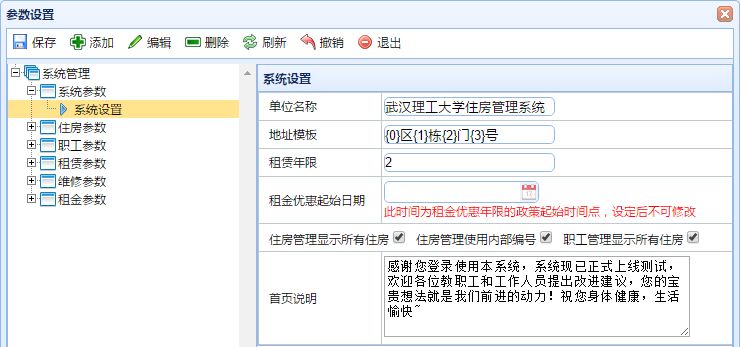 参数设置
保存 添加 编辑 删除 刷新 撤销 退出
系统管理
系统参数
系统设置
住房参数
职工参数
租赁参数
维修参数
租金参数
系统设置
单位名称 武汉理工大学住房管理系统
地址模板 {0}区{1}栋{2}门{3}号
租赁年限 2
租金优惠起始日期
此时间为租金优惠年限的政策起始时间点，设定后不可修改
住房管理显示所有住房 住房管理使用内部编号 职工管理显示所有住房
首页说明
感谢您登录使用本系统，系统现已正式上线测试，
欢迎各位教职工和工作人员提出改进建议，您的宝
贵想法就是我们前进的动力！祝您身体健康，生活
愉快~